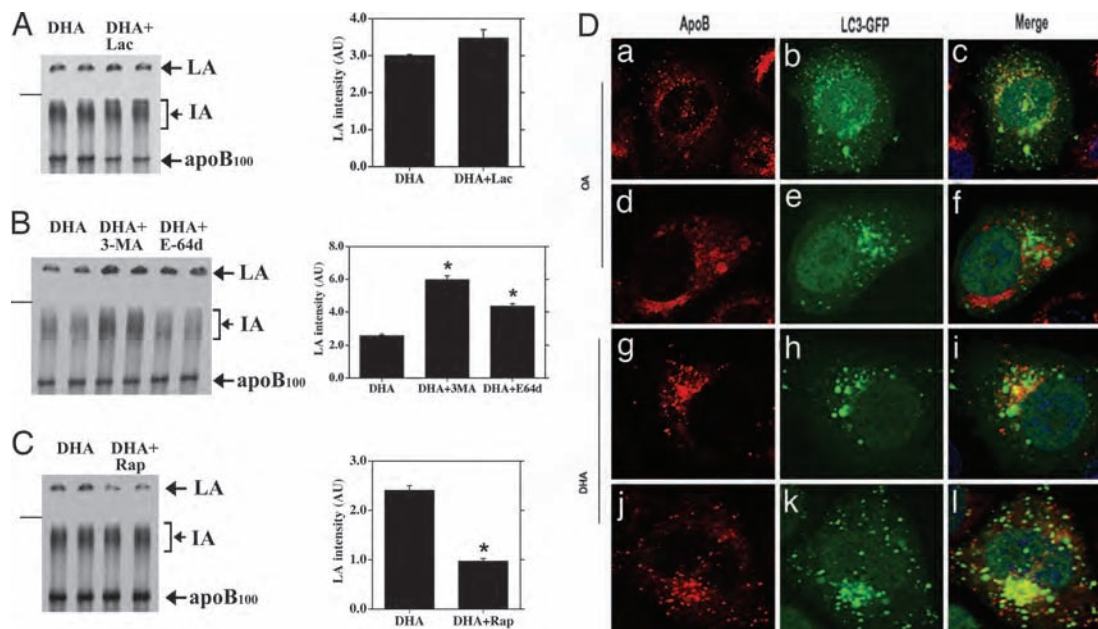 A
DHA DHA+
Lac
LA
IA
apoB100
LA intensity (AU)
4.0
3.0
2.0
1.0
0.0
DHA DHA+Lac
B
DHA DHA+ DHA+
3-MA E-64d
LA
IA
apoB100
LA intensity (AU)
8.0
6.0
4.0
2.0
0.0
*
*
DHA DHA+3MA DHA+E64d
C
DHA DHA+
Rap
LA
IA
apoB100
LA intensity (AU)
3.0
2.0
1.0
0.0
*
DHA DHA+Rap
D
ApoB LC3-GFP Merge
OA
a b c
d e f
DHA
g h i
j k l